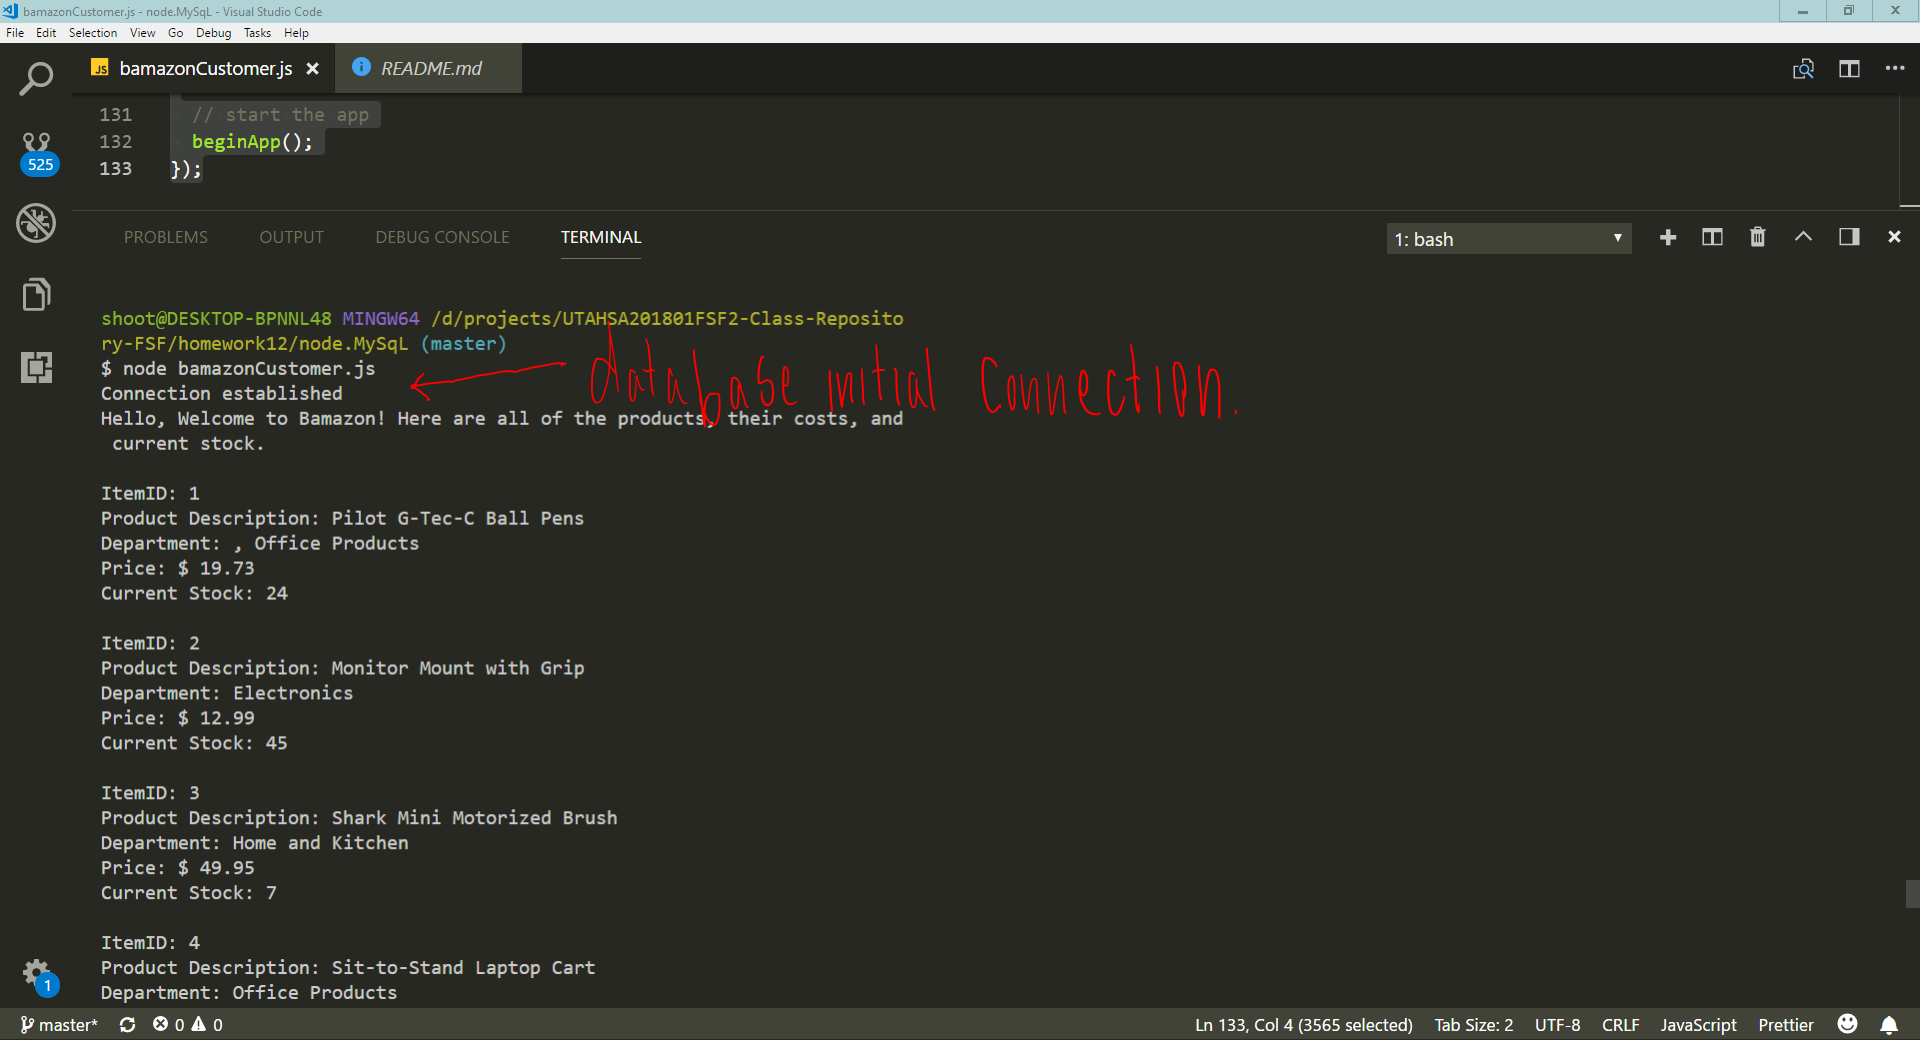 bamazonCustomer.js - node.MySqL - Visual Studio Code
File Edit Selection View Go Debug Tasks Help
JS bamazonCustomer.js README.md
131 // start the app
132 beginApp();
133 });
525
PROBLEMS OUTPUT DEBUG CONSOLE TERMINAL 1: bash
shoot@DESKTOP-BPNNL48 MINGW64 /d/projects/UTAHSA201801FSF2-Class-Reposito
ry-FSF/homework12/node.MySqL (master)
$ node bamazonCustomer.js
Connection established
database initial connection.
Hello, Welcome to Bamazon! Here are all of the products, their costs, and
current stock.
ItemID: 1
Product Description: Pilot G-Tec-C Ball Pens
Department: , Office Products
Price: $ 19.73
Current Stock: 24
ItemID: 2
Product Description: Monitor Mount with Grip
Department: Electronics
Price: $ 12.99
Current Stock: 45
ItemID: 3
Product Description: Shark Mini Motorized Brush
Department: Home and Kitchen
Price: $ 49.95
Current Stock: 7
ItemID: 4
Product Description: Sit-to-Stand Laptop Cart
Department: Office Products
1
master* 0 0 Ln 133, Col 4 (3565 selected) Tab Size: 2 UTF-8 CRLF JavaScript Prettier